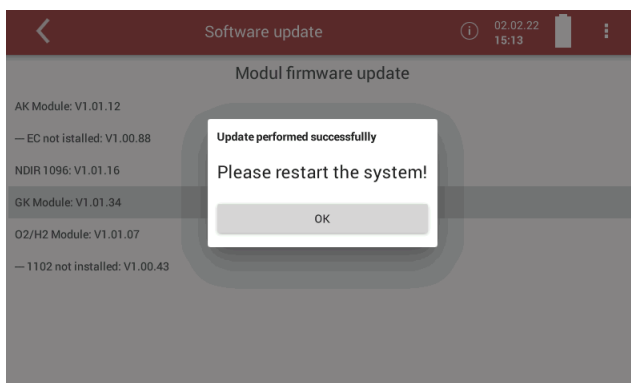 Software update
02.02.22
15:13
Modul firmware update
AK Module: V1.01.12
— EC not istalled: V1.00.88
NDIR 1096: V1.01.16
GK Module: V1.01.34
O2/H2 Module: V1.01.07
— 1102 not installed: V1.00.43
Update performed successfullly
Please restart the system!
OK